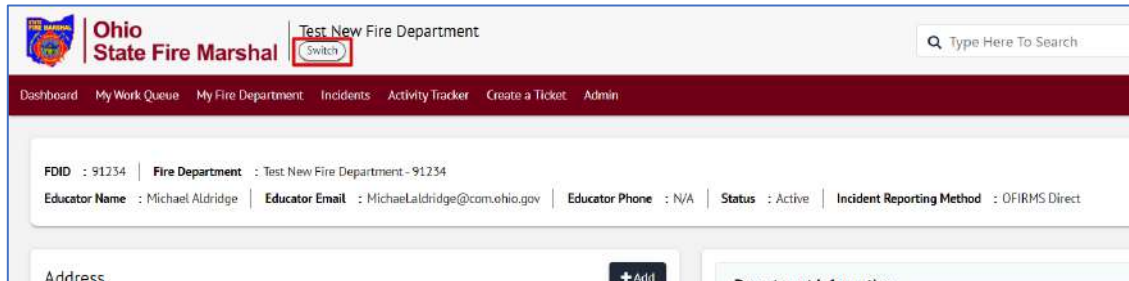 STATE
FIRE MARSHAL
Ohio
State Fire Marshal
Test New Fire Department
Switch
Type Here To Search
Dashboard My Work Queue My Fire Department Incidents Activity Tracker Create a Ticket Admin
FDID : 91234 Fire Department : Test New Fire Department - 91234
Educator Name : Michael Aldridge Educator Email : Michael.aldridge@com.ohio.gov Educator Phone : N/A Status : Active Incident Reporting Method : OFIRMS Direct
Address
+ Add